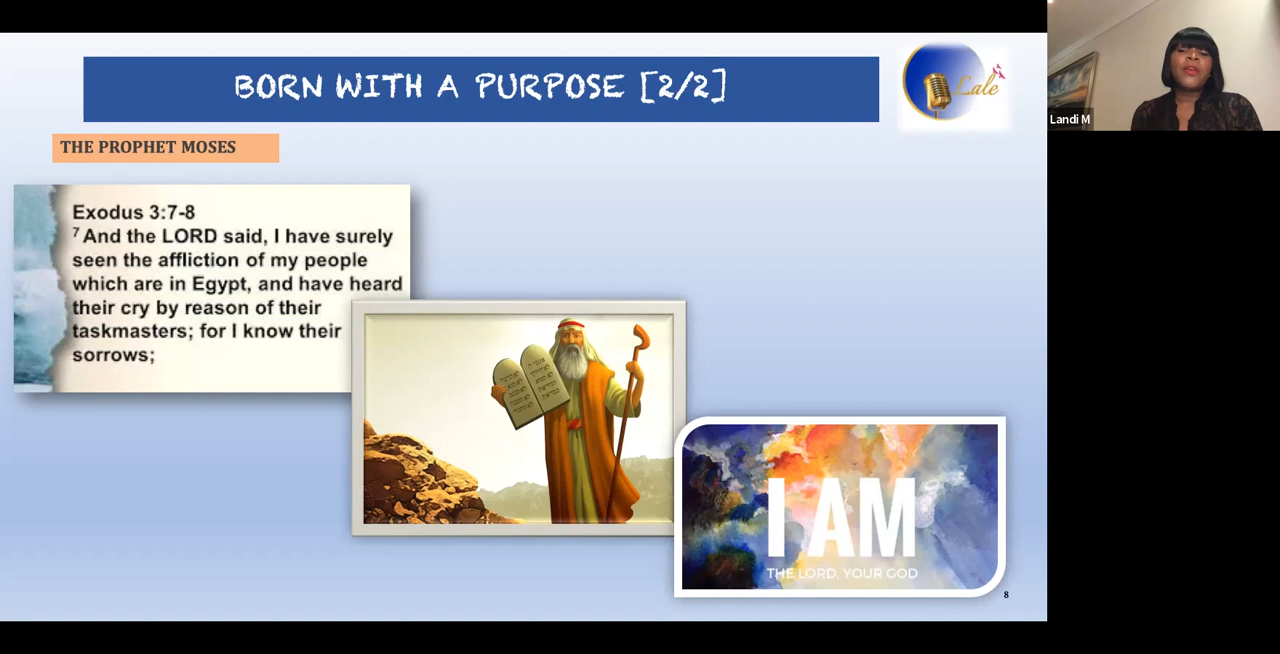 BORN WITH A PURPOSE [2/2]
Lale
Landi M
THE PROPHET MOSES
Exodus 3:7-8
7 And the LORD said, I have surely
seen the affliction of my people
which are in Egypt, and have heard
their cry by reason of their
taskmasters; for I know their
sorrows;
I AM
THE LORD, YOUR GOD
8